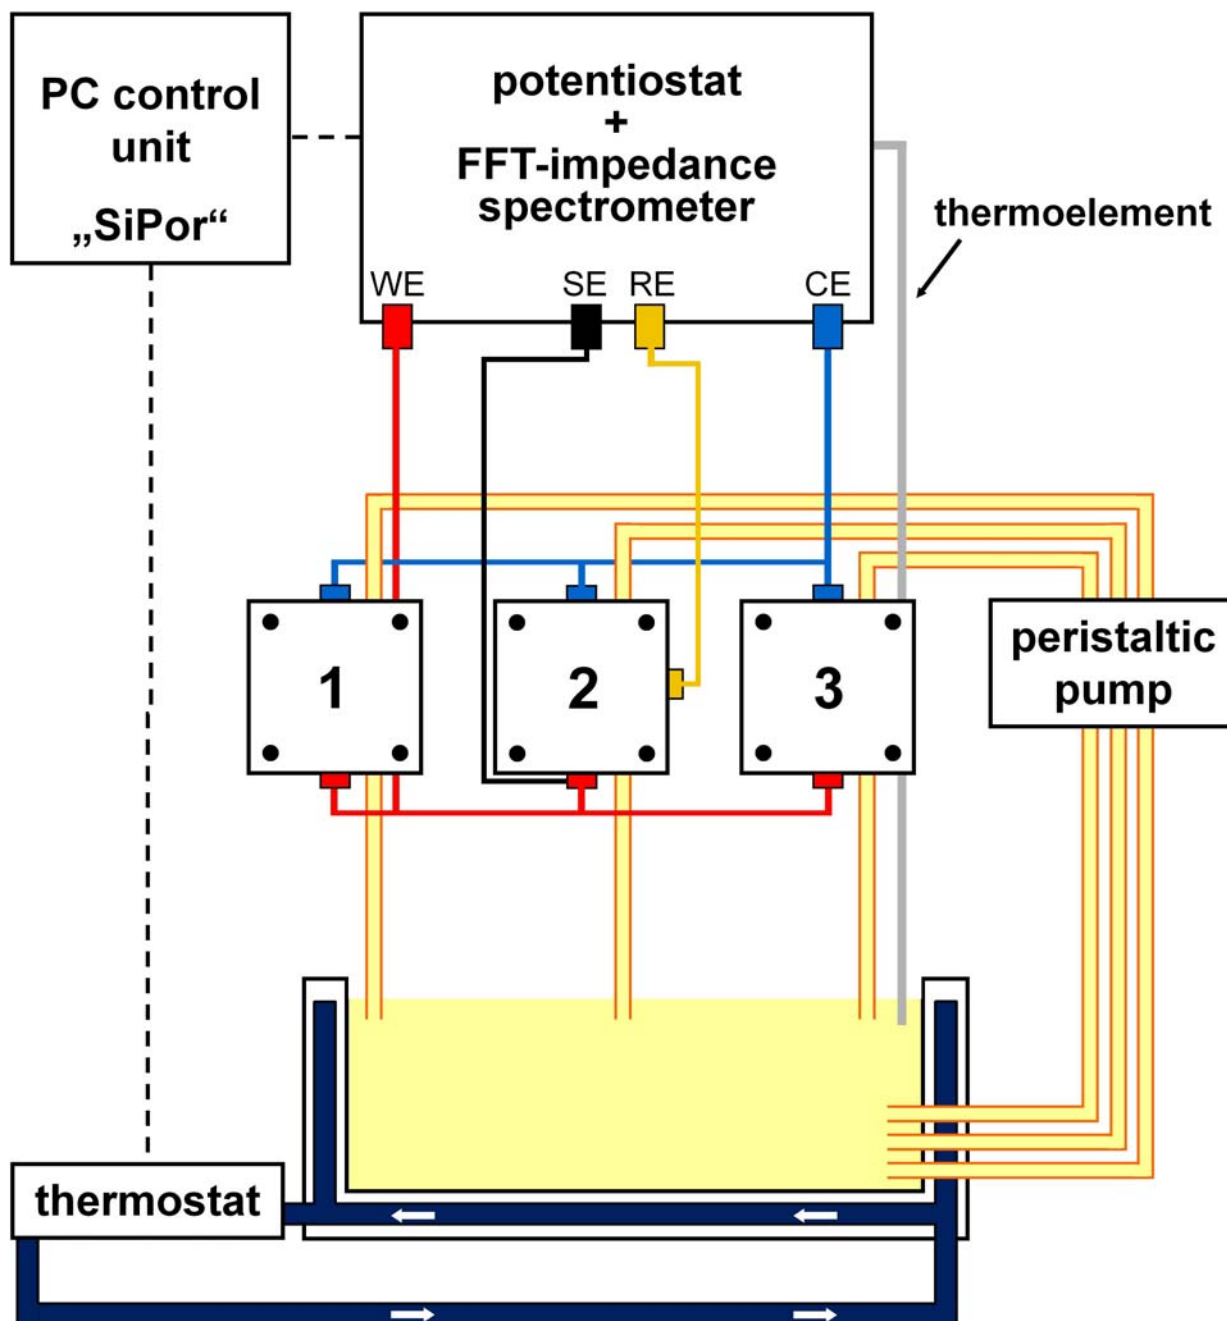 PC control
unit
„SiPor“
potentiostat
+
FFT-impedance
spectrometer
thermoelement
WE
SE
RE
CE
1
2
3
peristaltic
pump
thermostat